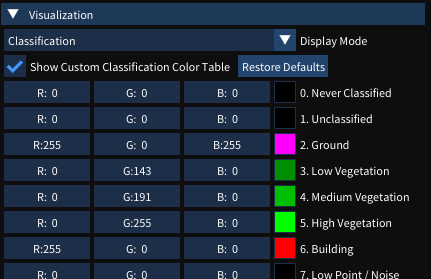 Visualization
Classification Display Mode
Show Custom Classification Color Table Restore Defaults
R: 0 G: 0 B: 0 0. Never Classified
R: 0 G: 0 B: 0 1. Unclassified
R:255 G: 0 B:255 2. Ground
R: 0 G:143 B: 0 3. Low Vegetation
R: 0 G:191 B: 0 4. Medium Vegetation
R: 0 G:255 B: 0 5. High Vegetation
R:255 G: 0 B: 0 6. Building
R: 0 G: 0 B: 0 7. Low Point / Noise